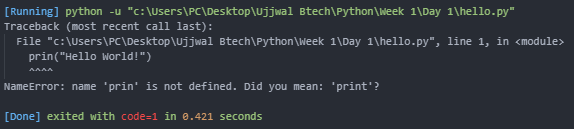 [Running] python -u "c:\Users\PC\Desktop\Ujjwal Btech\Python\Week 1\Day 1\hello.py"
Traceback (most recent call last):
  File "c:\Users\PC\Desktop\Ujjwal Btech\Python\Week 1\Day 1\hello.py", line 1, in <module>
    prin("Hello World!")
    ^^^^
NameError: name 'prin' is not defined. Did you mean: 'print'?
[Done] exited with code=1 in 0.421 seconds